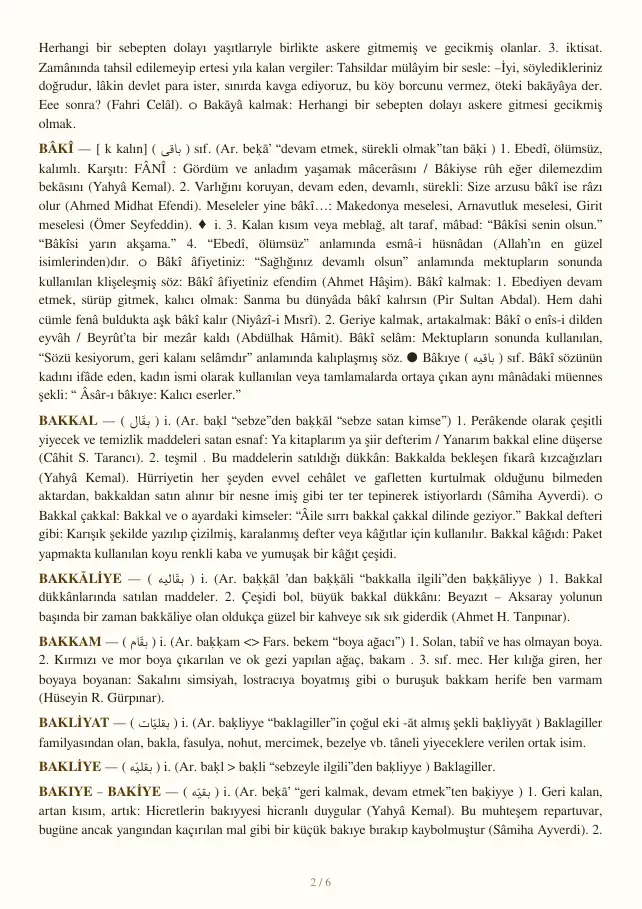 Herhangi bir sebepten dolayı yaşıtlarıyle birlikte askere gitmemiş ve gecikmiş olanlar. 3. iktisat.
Zamânında tahsil edilemeyip ertesi yıla kalan vergiler: Tahsildar mülâyim bir sesle: –İyi, söyledikleriniz
doğrudur, lâkin devlet para ister, sınırda kavga ediyoruz, bu köy borcunu vermez, öteki bakāyāya der.
Eee sonra? (Fahri Celâl). ѻ Bakāyâ kalmak: Herhangi bir sebepten dolayı askere gitmesi gecikmiş
olmak.
BÂKÎ — [ k kalın] ( باقى ) sıf. (Ar. beḳā’ “devam etmek, sürekli olmak”tan bāḳі ) 1. Ebedî, ölümsüz,
kalımlı. Karşıtı: FÂNÎ : Gördüm ve anladım yaşamak mâcerâsını / Bâkiyse rûh eğer dilemezdim
bekāsını (Yahyâ Kemal). 2. Varlığını koruyan, devam eden, devamlı, sürekli: Size arzusu bâkî ise râzı
olur (Ahmed Midhat Efendi). Meseleler yine bâkî…: Makedonya meselesi, Arnavutluk meselesi, Girit
meselesi (Ömer Seyfeddin). ♦ i. 3. Kalan kısım veya meblağ, alt taraf, mâbad: “Bâkîsi senin olsun.”
“Bâkîsi yarın akşama.” 4. “Ebedî, ölümsüz” anlamında esmâ-i hüsnâdan (Allah’ın en güzel
isimlerinden)dır. ѻ Bâkî âfiyetiniz: “Sağlığınız devamlı olsun” anlamında mektupların sonunda
kullanılan klişeleşmiş söz: Bâkî âfiyetiniz efendim (Ahmet Hâşim). Bâkî kalmak: 1. Ebediyen devam
etmek, sürüp gitmek, kalıcı olmak: Sanma bu dünyâda bâkî kalırsın (Pir Sultan Abdal). Hem dahi
cümle fenâ buldukta aşk bâkî kalır (Niyâzî-i Mısrî). 2. Geriye kalmak, artakalmak: Bâkî o enîs-i dilden
eyvâh / Beyrût’ta bir mezâr kaldı (Abdülhak Hâmit). Bâkî selâm: Mektupların sonunda kullanılan,
“Sözü kesiyorum, geri kalanı selâmdır” anlamında kalıplaşmış söz. ● Bâkıye ( باقيه ) sıf. Bâkî sözünün
kadını ifâde eden, kadın ismi olarak kullanılan veya tamlamalarda ortaya çıkan aynı mânâdaki müennes
şekli: “ Âsâr-ı bâkıye: Kalıcı eserler.”
BAKKAL — ( بقّال ) i. (Ar. baḳl “sebze”den baḳḳāl “sebze satan kimse”) 1. Perâkende olarak çeşitli
yiyecek ve temizlik maddeleri satan esnaf: Ya kitaplarım ya şiir defterim / Yanarım bakkal eline düşerse
(Câhit S. Tarancı). 2. teşmil . Bu maddelerin satıldığı dükkân: Bakkalda bekleşen fıkarâ kızcağızları
(Yahyâ Kemal). Hürriyetin her şeyden evvel cehâlet ve gafletten kurtulmak olduğunu bilmeden
aktardan, bakkaldan satın alınır bir nesne imiş gibi ter ter tepinerek istiyorlardı (Sâmiha Ayverdi). ѻ
Bakkal çakkal: Bakkal ve o ayardaki kimseler: “Âile sırrı bakkal çakkal dilinde geziyor.” Bakkal defteri
gibi: Karışık şekilde yazılıp çizilmiş, karalanmış defter veya kâğıtlar için kullanılır. Bakkal kâğıdı: Paket
yapmakta kullanılan koyu renkli kaba ve yumuşak bir kâğıt çeşidi.
BAKKĀLİYE — ( بقّاليه ) i. (Ar. baḳḳāl ’dan baḳḳāli “bakkalla ilgili”den baḳḳāliyye ) 1. Bakkal
dükkânlarında satılan maddeler. 2. Çeşidi bol, büyük bakkal dükkânı: Beyazıt – Aksaray yolunun
başında bir zaman bakkāliye olan oldukça güzel bir kahveye sık sık giderdik (Ahmet H. Tanpınar).
BAKKAM — ( بقّام ) i. (Ar. baḳḳam <> Fars. bekem “boya ağacı”) 1. Solan, tabiî ve has olmayan boya.
2. Kırmızı ve mor boya çıkarılan ve ok gezi yapılan ağaç, bakam . 3. sıf. mec. Her kılığa giren, her
boyaya boyanan: Sakalını simsiyah, lostracıya boyatmış gibi o buruşuk bakkam herife ben varmam
(Hüseyin R. Gürpınar).
BAKLİYAT — ( بقليّات ) i. (Ar. baḳliyye “baklagiller”in çoğul eki -āt almış şekli baḳliyyāt ) Baklagiller
familyasından olan, bakla, fasulya, nohut, mercimek, bezelye vb. tâneli yiyeceklere verilen ortak isim.
BAKLİYE — ( بقليّه ) i. (Ar. baḳl > baḳli “sebzeyle ilgili”den baḳliyye ) Baklagiller.
BAKIYE – BAKİYE — ( بقيّه ) i. (Ar. beḳā’ “geri kalmak, devam etmek”ten baḳiyye ) 1. Geri kalan,
artan kısım, artık: Hicretlerin bakıyyesi hicranlı duygular (Yahyâ Kemal). Bu muhteşem repartuvar,
bugüne ancak yangından kaçırılan mal gibi bir küçük bakıye bırakıp kaybolmuştur (Sâmiha Ayverdi). 2.
2 / 6